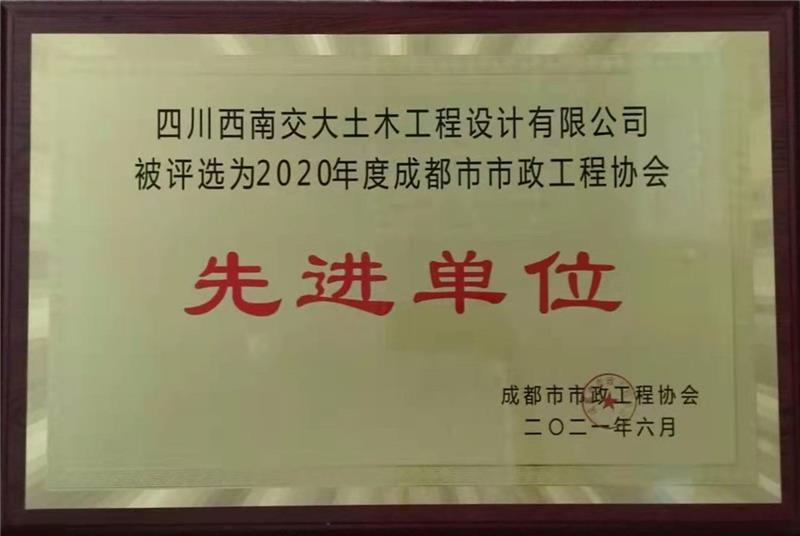 四川西南交大土木工程设计有限公司
被评选为2020年度成都市市政工程协会
先进单位
成都市市政工程协会
二〇二一年六月